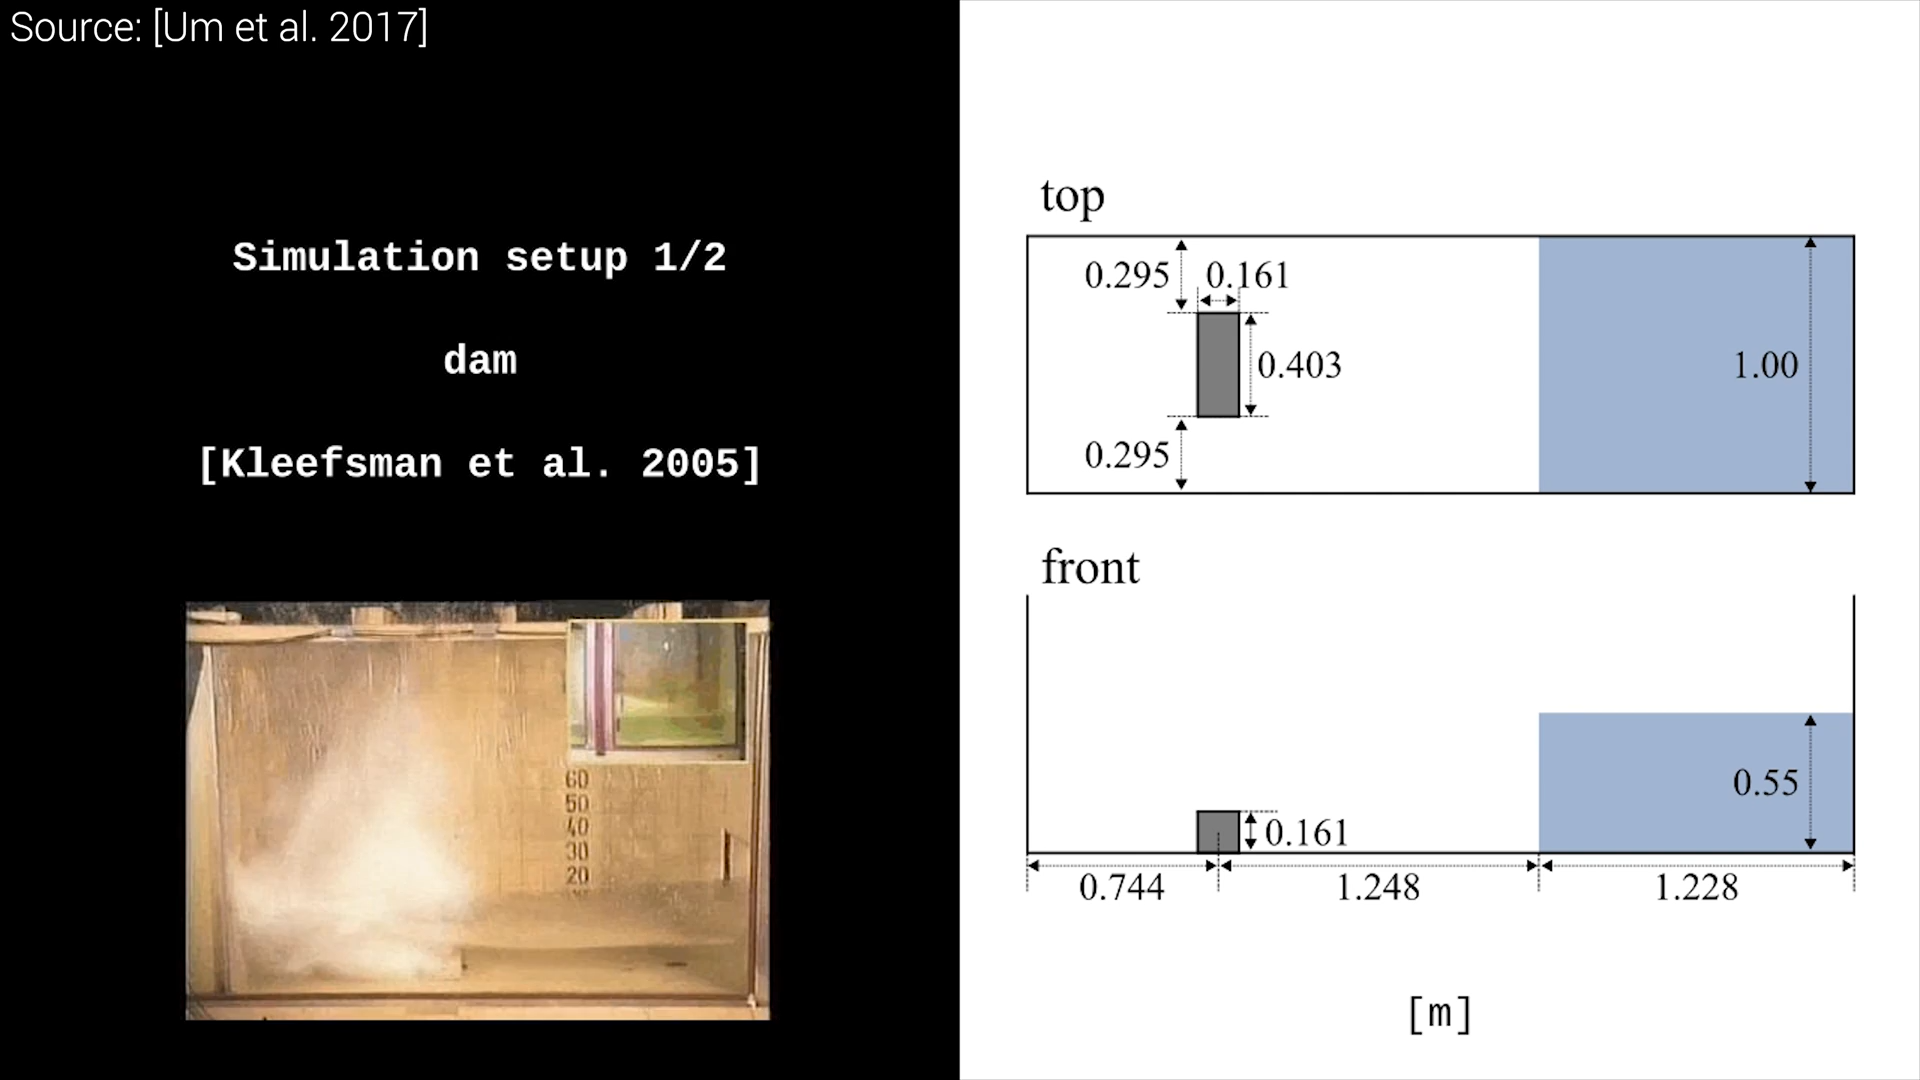 Source: [Um et al. 2017]
Simulation setup 1/2
dam
[Kleefsman et al. 2005]
60
50
40
30
20
top
0.295
0.161
0.403
1.00
0.295
front
0.55
0.161
0.744
1.248
1.228
[m]